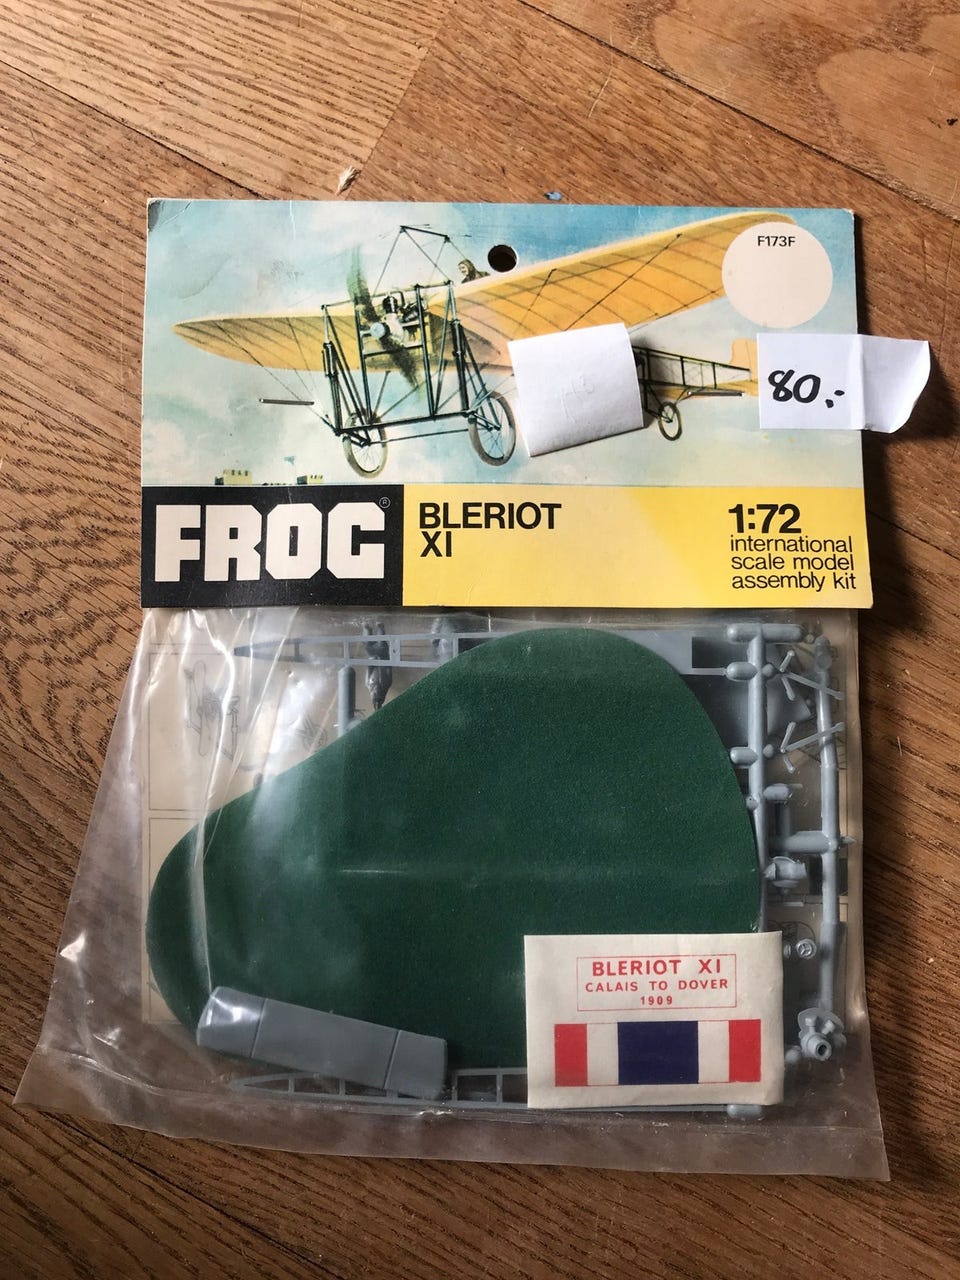 F173F
80,-
FROG®
BLERIOT
XI
1:72
international
scale model
assembly kit
BLERIOT XI
CALAIS TO DOVER
1909